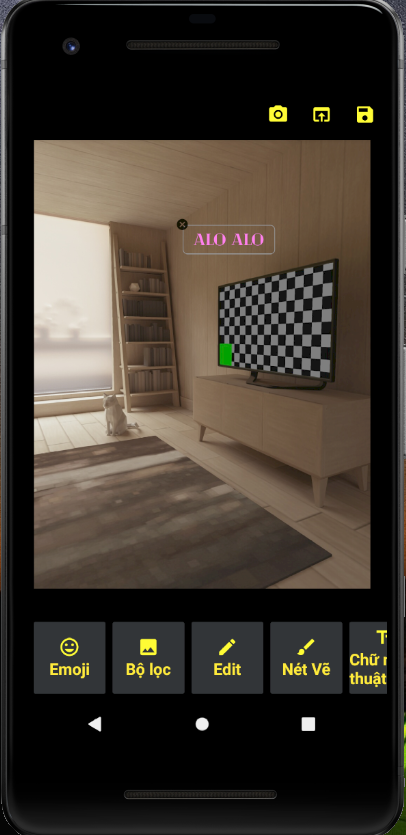 ALO ALO
Emoji
Bộ lọc
Edit
Nét Vẽ
Chữ
thuật